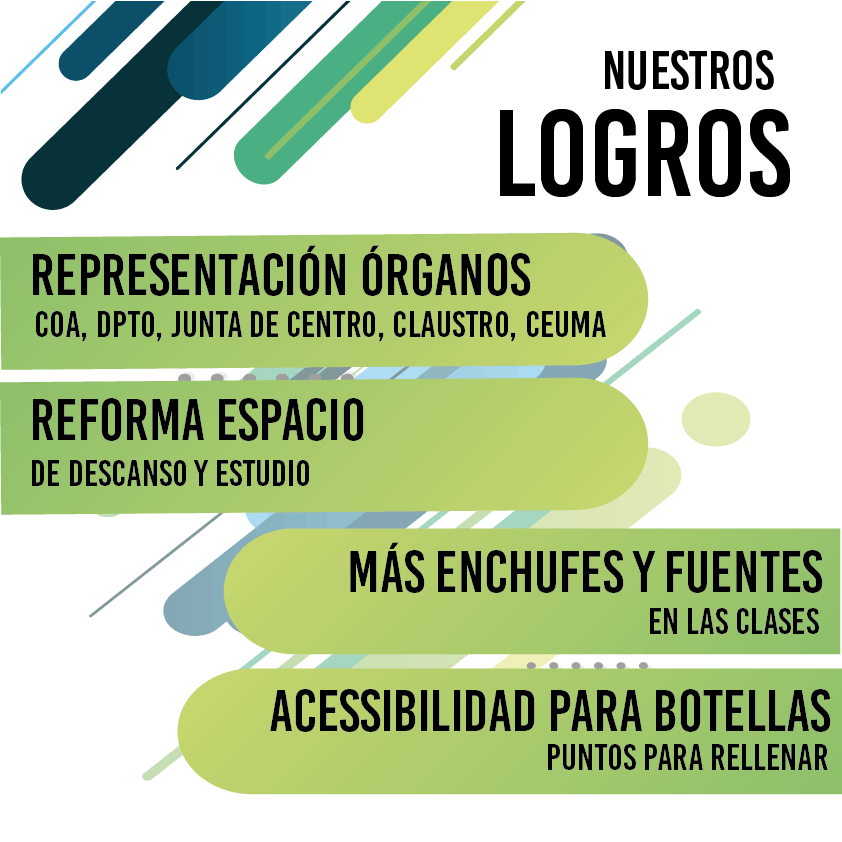 NUESTROS
LOGROS
REPRESENTACIÓN ÓRGANOS
COA, DPTO, JUNTA DE CENTRO, CLAUSTRO, CEUMA
REFORMA ESPACIO
DE DESCANSO Y ESTUDIO
MÁS ENCHUFES Y FUENTES
EN LAS CLASES
ACESSIBILIDAD PARA BOTELLAS
PUNTOS PARA RELLENAR